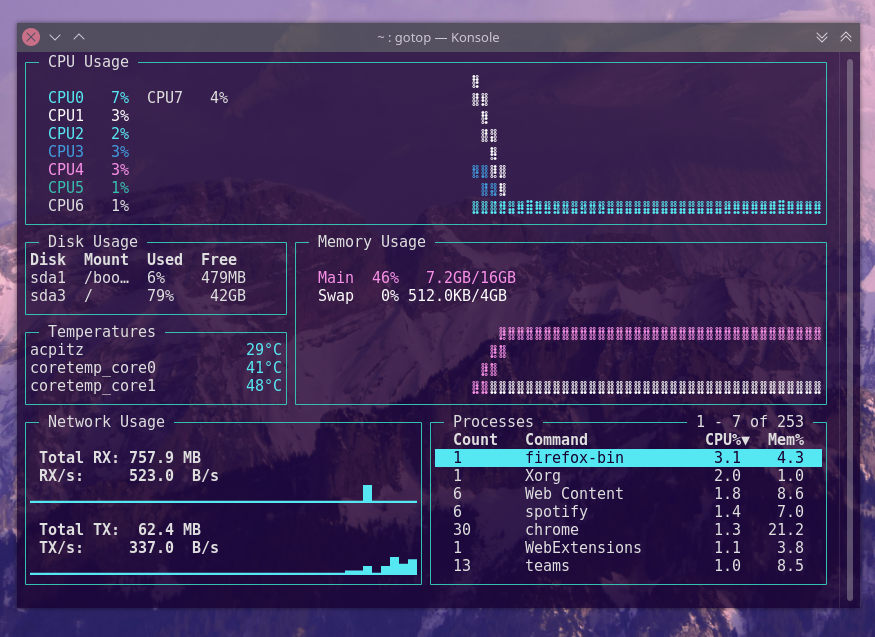 ~ : gotop — Konsole
CPU Usage
CPU0 7% CPU7 4%
CPU1 3%
CPU2 2%
CPU3 3%
CPU4 3%
CPU5 1%
CPU6 1%
Disk Usage
Disk Mount Used Free
sda1 /boo… 6% 479MB
sda3 / 79% 42GB
Memory Usage
Main 46% 7.2GB/16GB
Swap 0% 512.0KB/4GB
Temperatures
acpitz 29°C
coretemp_core0 41°C
coretemp_core1 48°C
Network Usage
Total RX: 757.9 MB
RX/s: 523.0 B/s
Total TX: 62.4 MB
TX/s: 337.0 B/s
Processes 1 - 7 of 253
Count Command CPU%▼ Mem%
1 firefox-bin 3.1 4.3
1 Xorg 2.0 1.0
6 Web Content 1.8 8.6
6 spotify 1.4 7.0
30 chrome 1.3 21.2
1 WebExtensions 1.1 3.8
13 teams 1.0 8.5